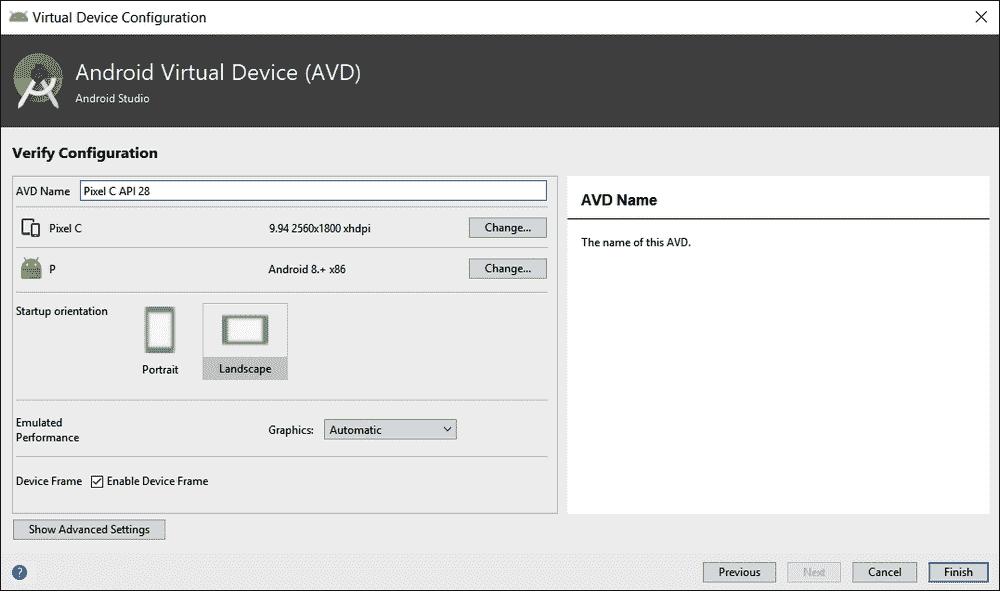 Virtual Device Configuration
Android Virtual Device (AVD)
Android Studio
Verify Configuration
AVD Name Pixel C API 28
Pixel C 9.94 2560x1800 xhdpi Change...
P Android 8.+ x86 Change...
Startup orientation
Portrait Landscape
Emulated
Performance
Graphics: Automatic
Device Frame Enable Device Frame
Show Advanced Settings
AVD Name
The name of this AVD.
? Previous Next Cancel Finish